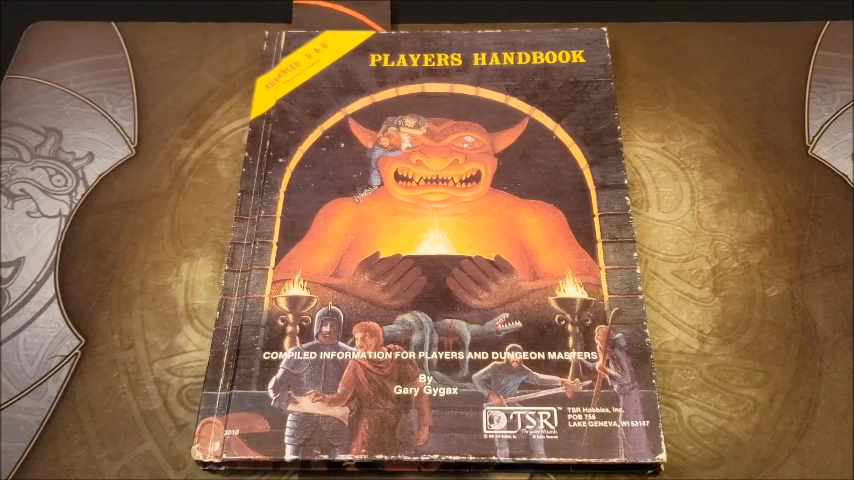 ADVANCED D & D
PLAYERS HANDBOOK
COMPILED INFORMATION FOR PLAYERS AND DUNGEON MASTERS
By
Gary Gygax
2010
TSR
TSR Hobbies, Inc.
POB 756
LAKE GENEVA, WI 53147